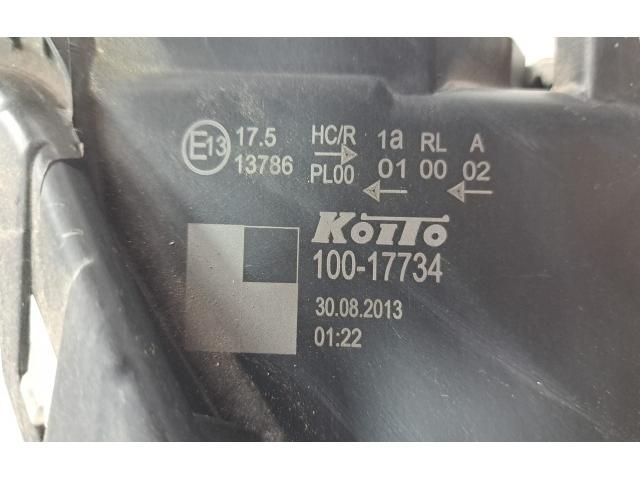 E13 17.5 HC/R 1a RL A
13786 PL00 01 00 02
KOITO
100-17734
30.08.2013
01:22